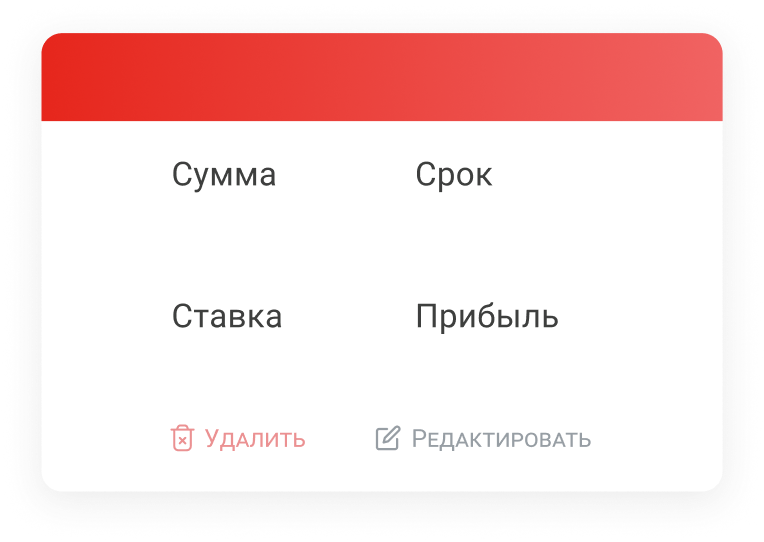 Сумма Срок
Ставка Прибыль
Удалить Редактировать